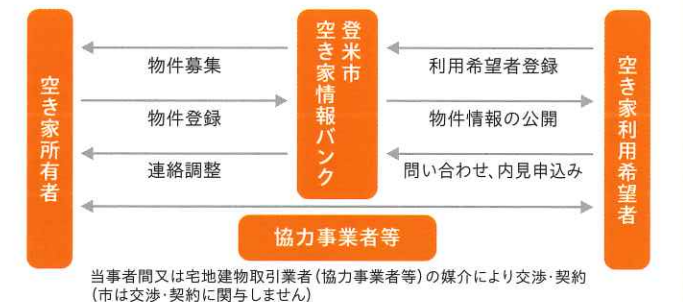 空き家所有者
物件募集
物件登録
連絡調整
登米市
空き家情報バンク
利用希望者登録
物件情報の公開
問い合わせ、内見申込み
空き家利用希望者
協力事業者等
当事者間又は宅地建物取引業者（協力事業者等）の媒介により交渉・契約
（市は交渉・契約に関与しません）